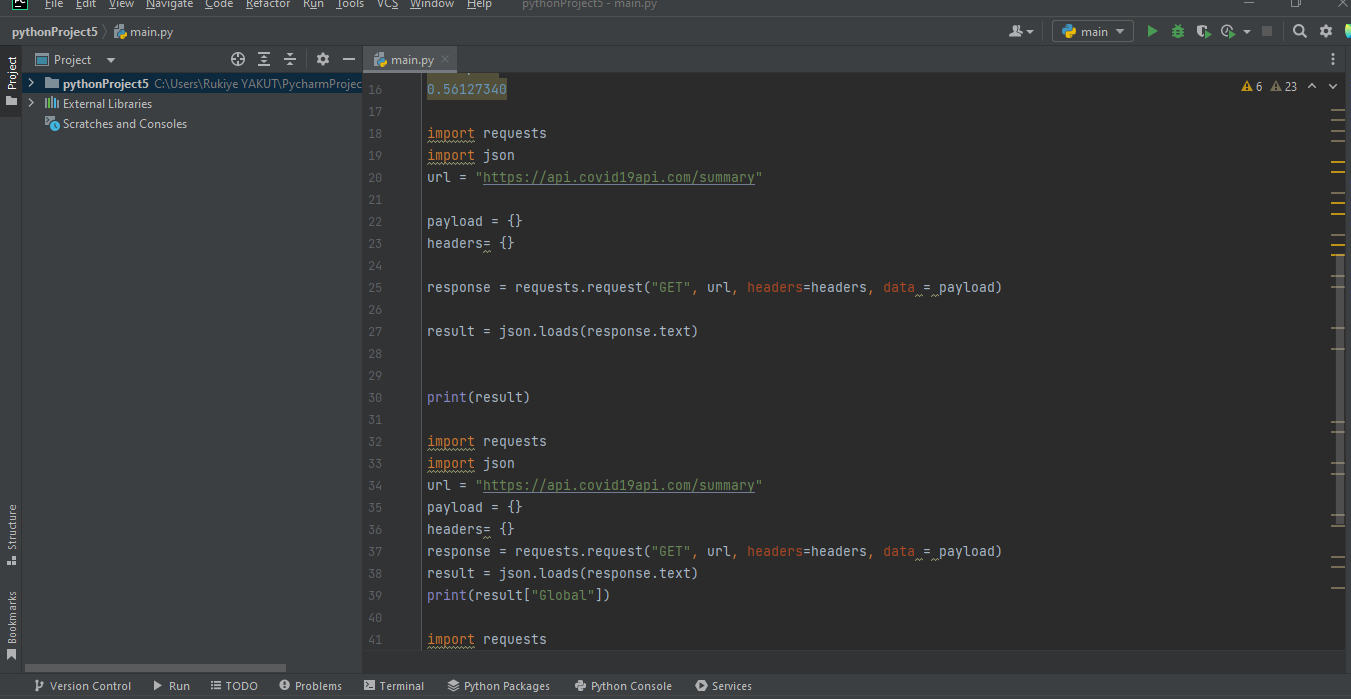 File Edit View Navigate Code Refactor Run Tools VCS Window Help pythonProject5 - main.py
pythonProject5 main.py
main
Project
main.py
Project
pythonProject5 C:\Users\Rukiye YAKUT\PycharmProjec
External Libraries
Scratches and Consoles
Structure
Bookmarks
6 23
16 0.56127340
17
18 import requests
19 import json
20 url = "https://api.covid19api.com/summary"
21
22 payload = {}
23 headers= {}
24
25 response = requests.request("GET", url, headers=headers, data = payload)
26
27 result = json.loads(response.text)
28
29
30 print(result)
31
32 import requests
33 import json
34 url = "https://api.covid19api.com/summary"
35 payload = {}
36 headers= {}
37 response = requests.request("GET", url, headers=headers, data = payload)
38 result = json.loads(response.text)
39 print(result["Global"])
40
41 import requests
Version Control Run TODO Problems Terminal Python Packages Python Console Services